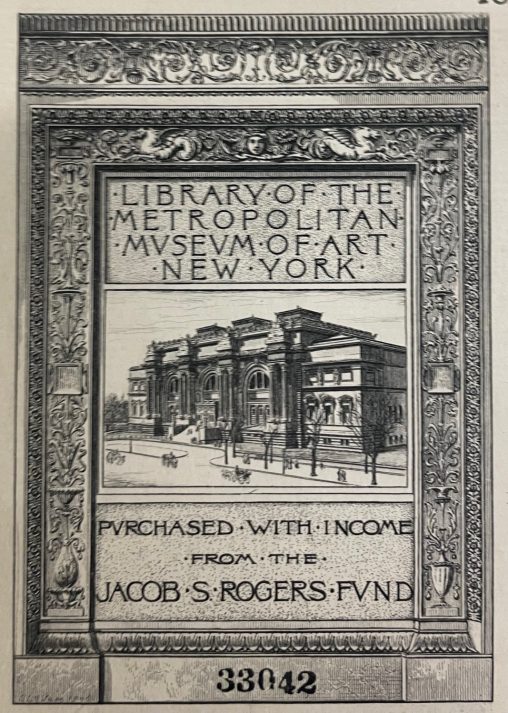 ·LIBRARY·OF·THE·
·METROPOLITAN·
·MVSEVM·OF·ART·
·NEW·YORK·
PVRCHASED·WITH·INCOME
·FROM·THE·
JACOB·S·ROGERS·FVND
33042